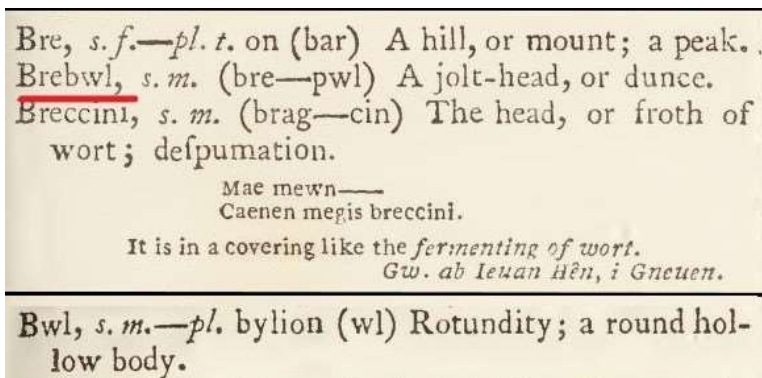 Bre, s. f.—pl. t. on (bar) A hill, or mount; a peak.
Brebwl, s. m. (bre—pwl) A jolt-head, or dunce.
Breccini, s. m. (brag—cin) The head, or froth of
wort; deſpumation.
Mae mewn——
Caenen megis breccini.
It is in a covering like the fermenting of wort.
Gw. ab Ieuan Hên, i Gneuen.
Bwl, s. m.—pl. bylion (wl) Rotundity; a round hol-
low body.